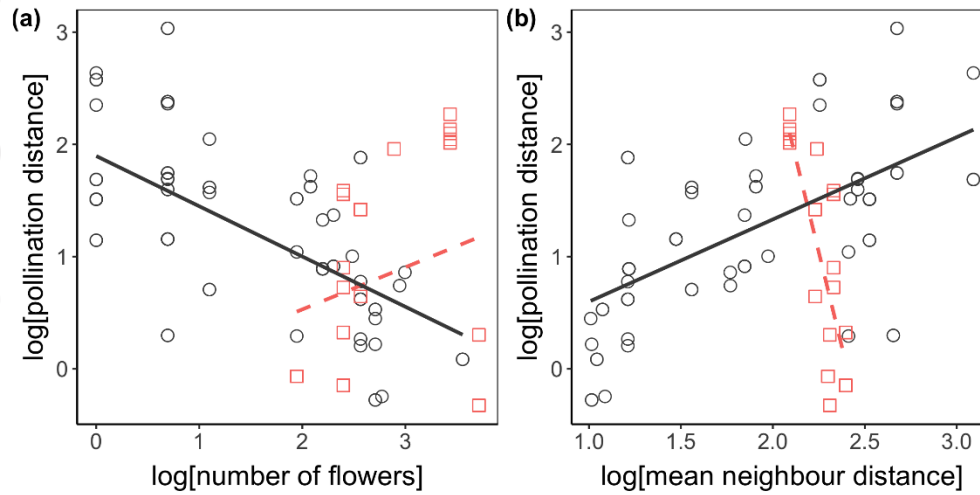 (a)
log[pollination distance]
3
2
1
0
0 1 2 3
log[number of flowers]
(b)
log[pollination distance]
3
2
1
0
1.0 1.5 2.0 2.5 3.0
log[mean neighbour distance]